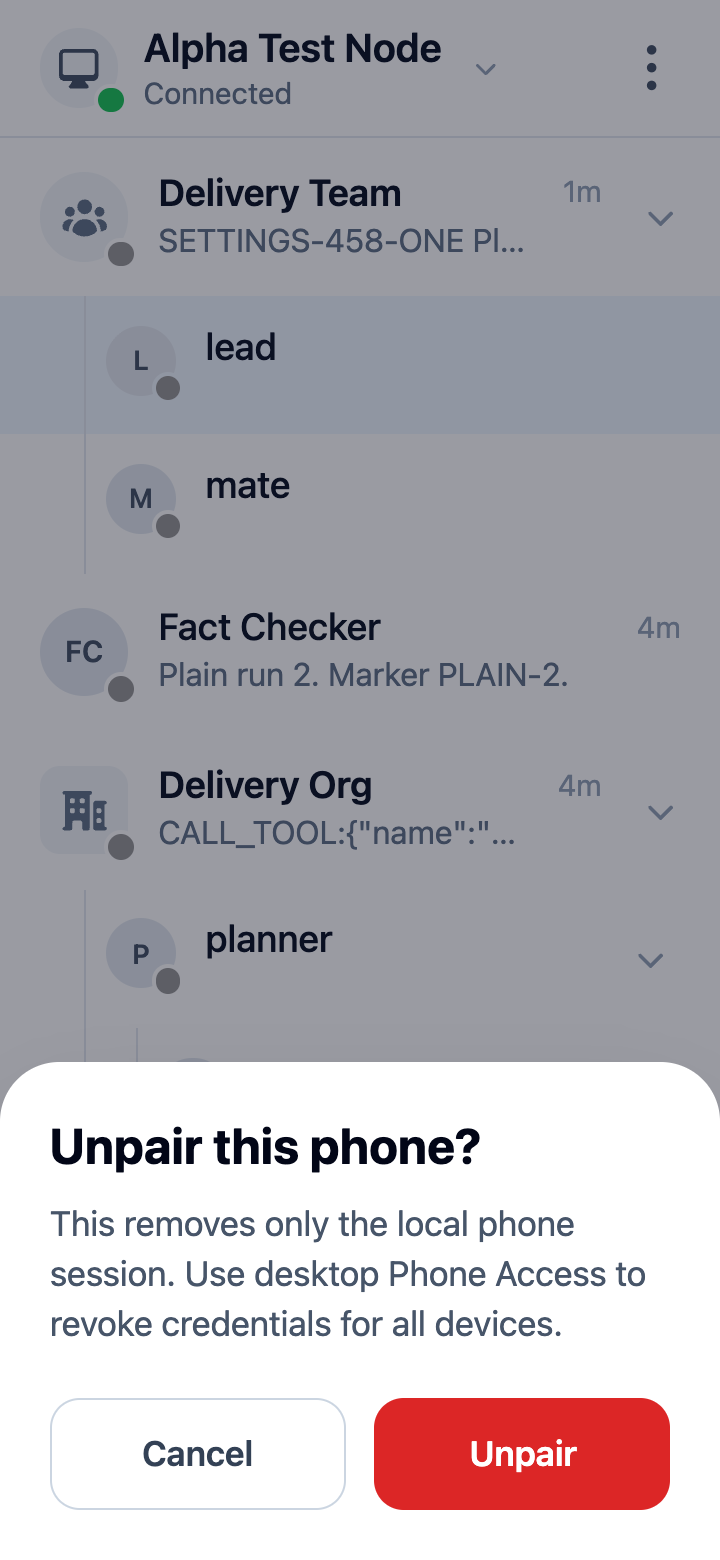 Alpha Test Node
Connected
Delivery Team
1m
SETTINGS-458-ONE Pl...
L
lead
M
mate
FC
Fact Checker
4m
Plain run 2. Marker PLAIN-2.
Delivery Org
4m
CALL_TOOL:{"name":"...
P
planner
Unpair this phone?
This removes only the local phone
session. Use desktop Phone Access to
revoke credentials for all devices.
Cancel
Unpair